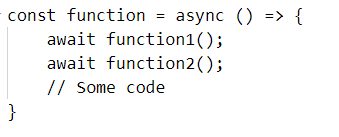 const function = async () => {
    await function1();
    await function2();
    // Some code
}